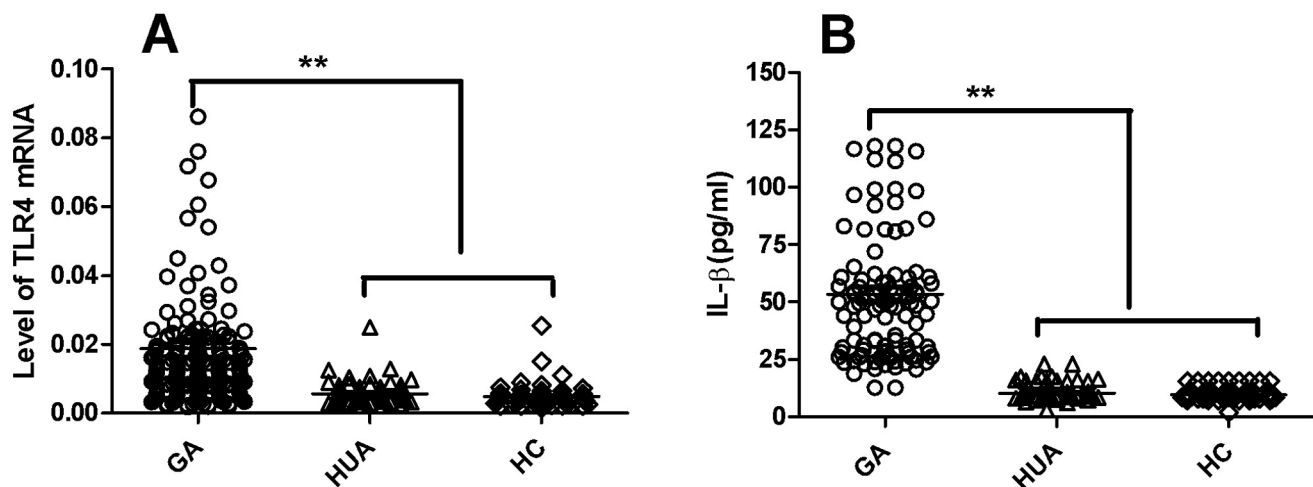 A
**
Level of TLR4 mRNA
0.10
0.08
0.06
0.04
0.02
0.00
GA
HUA
HC
B
**
IL-β(pg/ml)
150
125
100
75
50
25
0
GA
HUA
HC